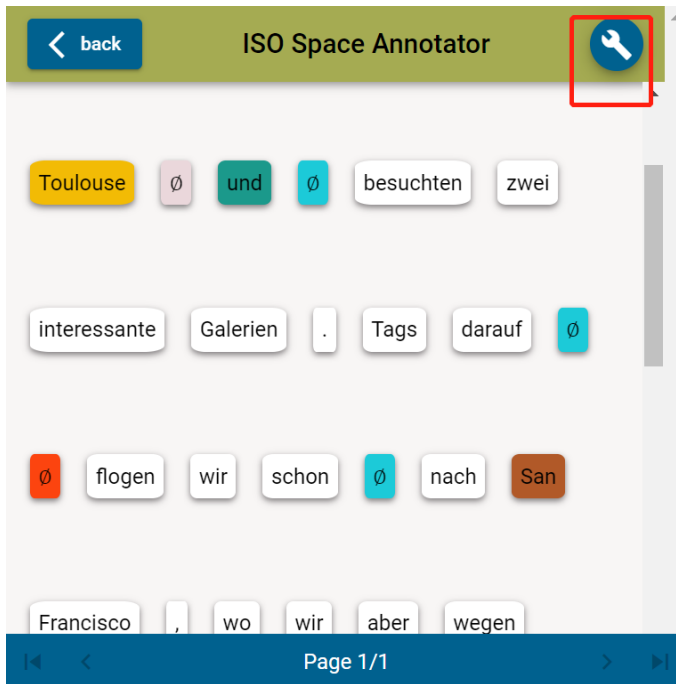 back ISO Space Annotator
Toulouse Ø und Ø besuchten zwei
interessante Galerien . Tags darauf Ø
Ø flogen wir schon Ø nach San
Francisco , wo wir aber wegen
Page 1/1